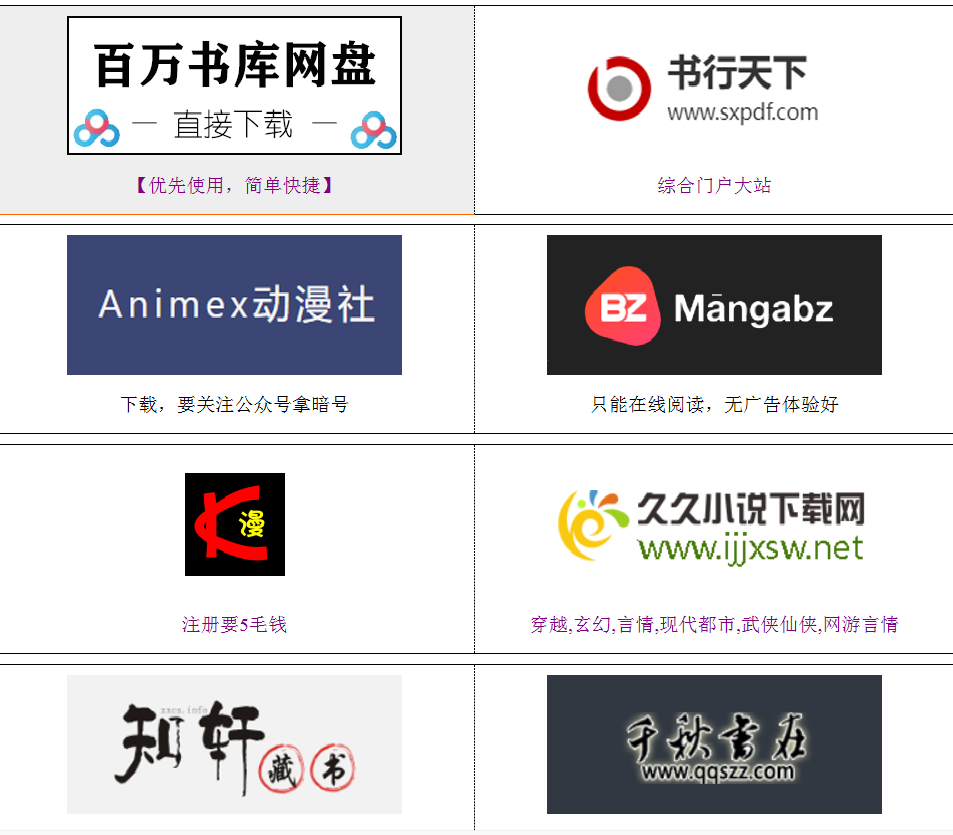 百万书库网盘
— 直接下载 —
【优先使用，简单快捷】
书行天下
www.sxpdf.com
综合门户大站
Animex动漫社
下载，要关注公众号拿暗号
BZ Māngabz
只能在线阅读，无广告体验好
K漫
注册要5毛钱
久久小说下载网
www.ijjxsw.net
穿越,玄幻,言情,现代都市,武侠仙侠,网游言情
zxcs.info
知轩藏书
千秋书在
www.qqszz.com